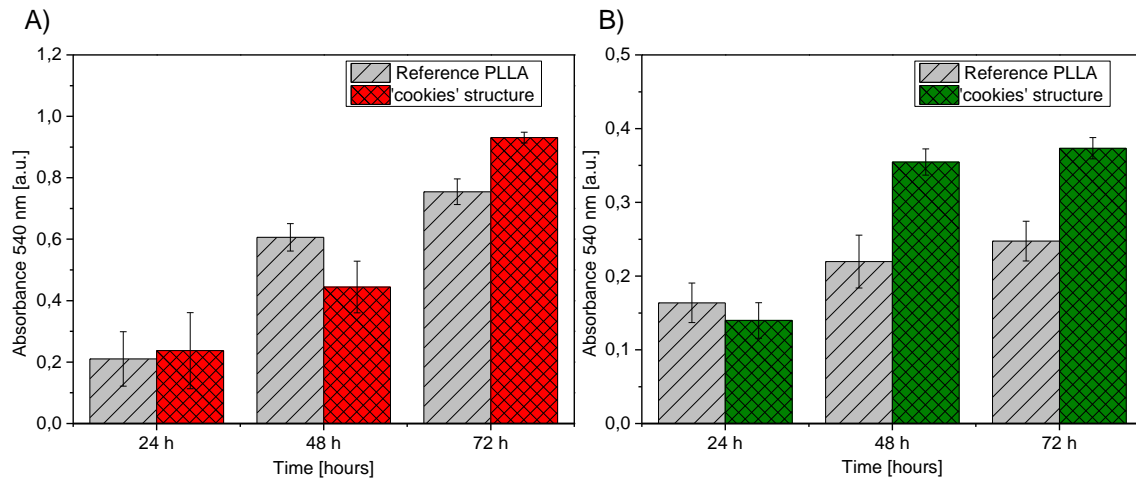 A)
1,2
1,0
0,8
0,6
0,4
0,2
0,0
Absorbance 540 nm [a.u.]
Reference PLLA
'cookies' structure
24 h
48 h
72 h
Time [hours]
B)
0,5
0,4
0,3
0,2
0,1
0,0
Absorbance 540 nm [a.u.]
Reference PLLA
'cookies' structure
24 h
48 h
72 h
Time [hours]